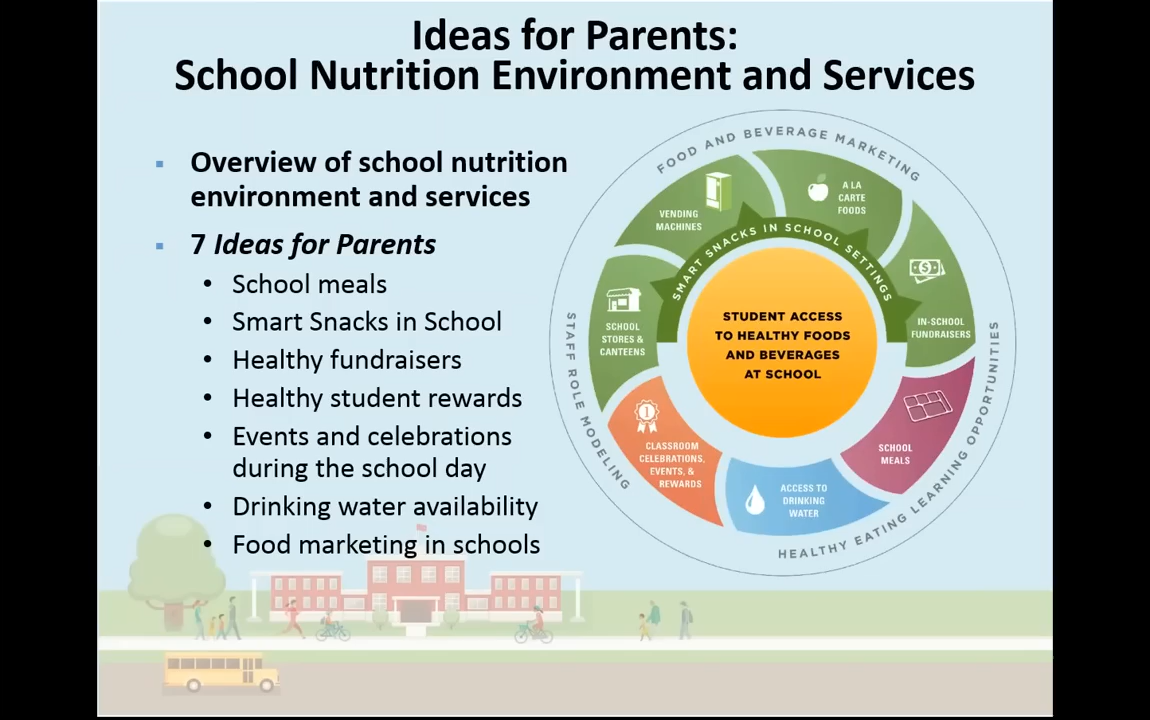 Ideas for Parents:
School Nutrition Environment and Services
▪ Overview of school nutrition
environment and services
▪ 7 Ideas for Parents
• School meals
• Smart Snacks in School
• Healthy fundraisers
• Healthy student rewards
• Events and celebrations
during the school day
• Drinking water availability
• Food marketing in schools
FOOD AND BEVERAGE MARKETING
VENDING
MACHINES
A LA
CARTE
FOODS
SMART SNACKS IN SCHOOL SETTINGS
SCHOOL
STORES &
CANTEENS
IN-SCHOOL
FUNDRAISERS
STUDENT ACCESS
TO HEALTHY FOODS
AND BEVERAGES
AT SCHOOL
STAFF ROLE MODELING
1
CLASSROOM
CELEBRATIONS,
EVENTS, &
REWARDS
ACCESS TO
DRINKING
WATER
SCHOOL
MEALS
HEALTHY EATING LEARNING OPPORTUNITIES
$